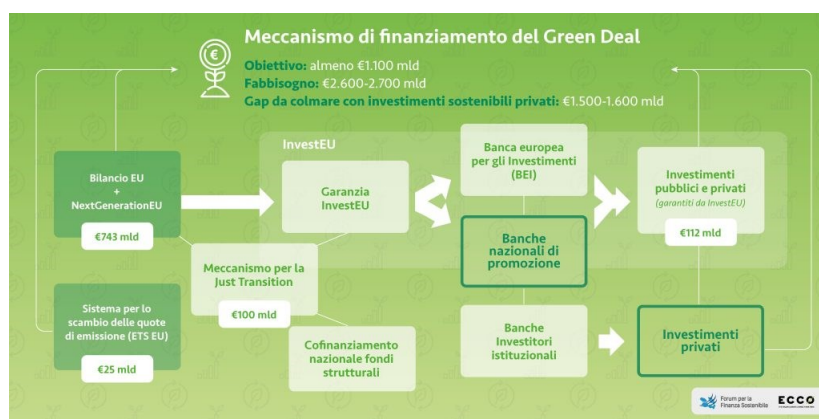 Meccanismo di finanziamento del Green Deal
Obiettivo: almeno €1.100 mld
Fabbisogno: €2.600-2.700 mld
Gap da colmare con investimenti sostenibili privati: €1.500-1.600 mld
InvestEU
Bilancio EU
+
NextGenerationEU
€743 mld
Garanzia
InvestEU
Banca europea
per gli Investimenti
(BEI)
Investimenti
pubblici e privati
(garantiti da InvestEU)
€112 mld
Banche
nazionali di
promozione
Meccanismo per la
Just Transition
€100 mld
Sistema per lo
scambio delle quote
di emissione (ETS EU)
€25 mld
Cofinanziamento
nazionale fondi
strutturali
Banche
Investitori
istituzionali
Investimenti
privati
Forum per la
Finanza Sostenibile
ECCO